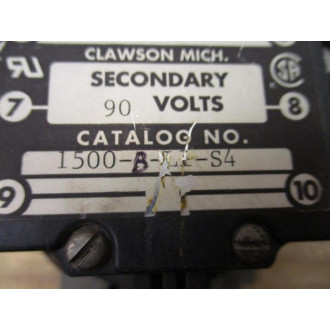 CLAWSON MICH.
SECONDARY
7 90 VOLTS 8
CATALOG NO.
1500-B- -S4
9 10